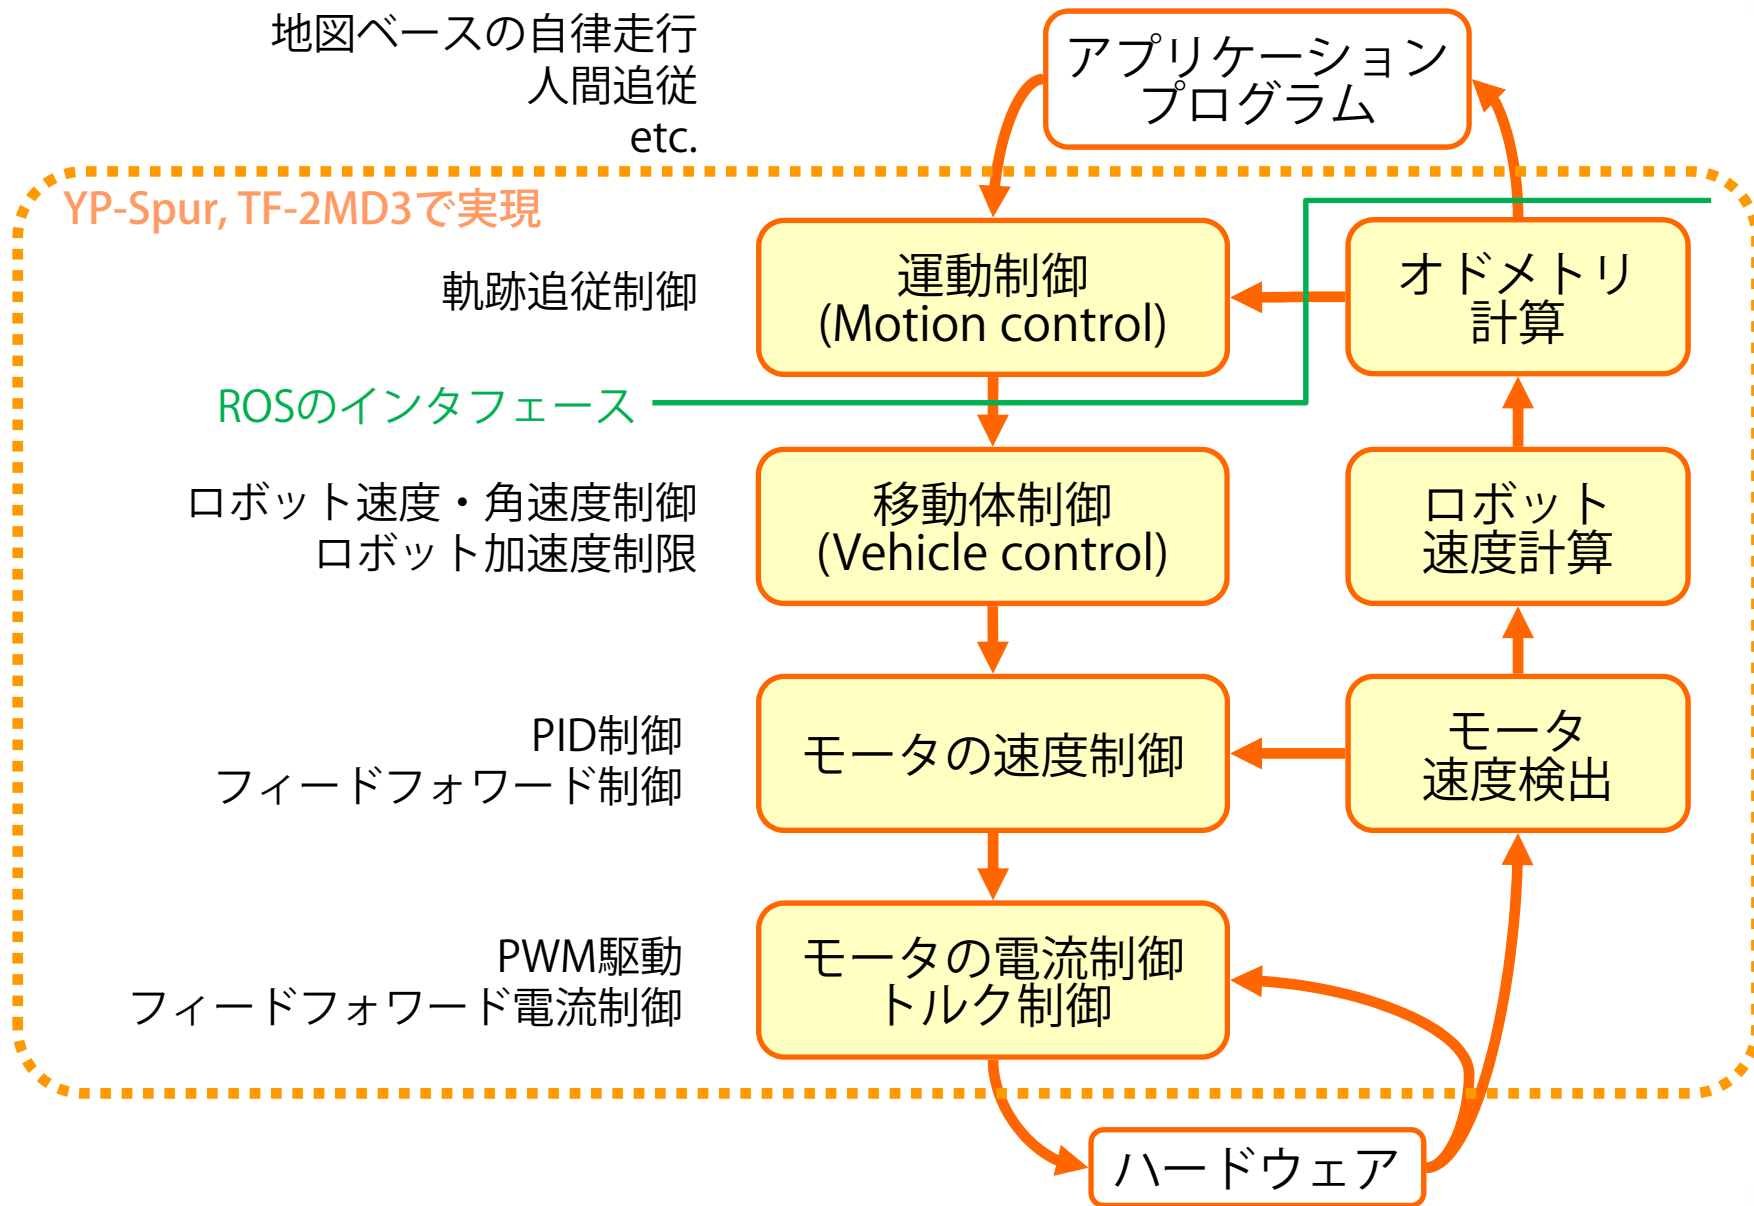 地図ベースの自律走行
人間追従
etc.
アプリケーション
プログラム
YP-Spur, TF-2MD3で実現
軌跡追従制御
運動制御
(Motion control)
オドメトリ
計算
ROSのインタフェース
ロボット速度・角速度制御
ロボット加速度制限
移動体制御
(Vehicle control)
ロボット
速度計算
PID制御
フィードフォワード制御
モータの速度制御
モータ
速度検出
PWM駆動
フィードフォワード電流制御
モータの電流制御
トルク制御
ハードウェア